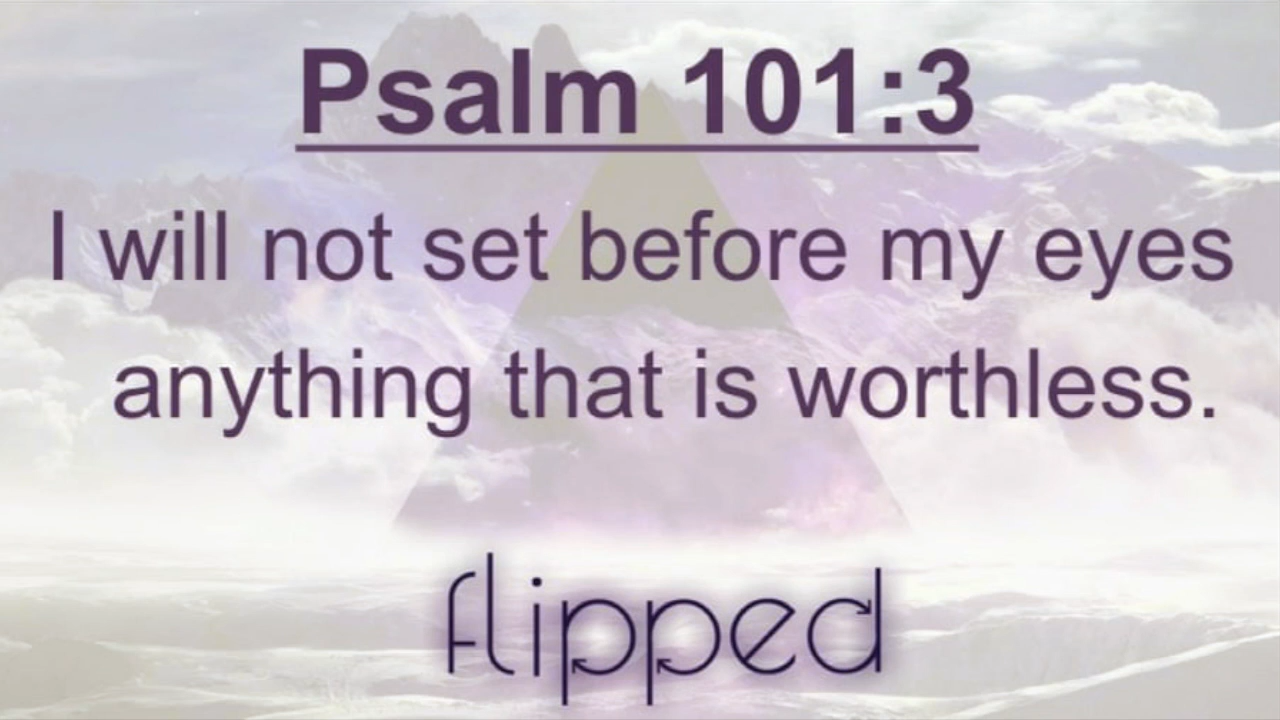 Psalm 101:3
I will not set before my eyes
anything that is worthless.
flipped